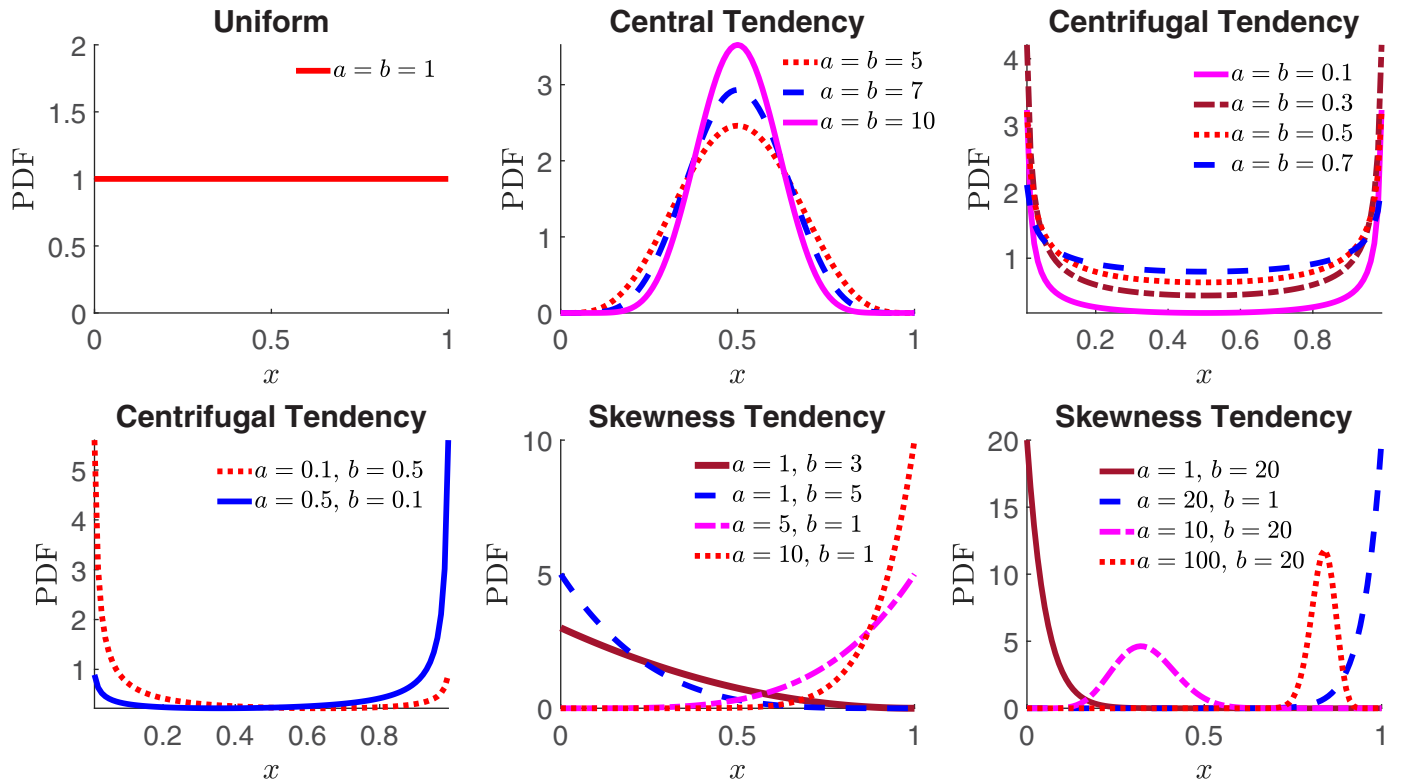 Uniform
a = b = 1
2
1.5
1
0.5
0
0
0.5
1
PDF
x
Central Tendency
a = b = 5
a = b = 7
a = b = 10
3
2
1
0
0
0.5
1
PDF
x
Centrifugal Tendency
a = b = 0.1
a = b = 0.3
a = b = 0.5
a = b = 0.7
4
3
2
1
0.2
0.4
0.6
0.8
PDF
x
Centrifugal Tendency
a = 0.1, b = 0.5
a = 0.5, b = 0.1
5
4
3
2
1
0.2
0.4
0.6
0.8
PDF
x
Skewness Tendency
a = 1, b = 3
a = 1, b = 5
a = 5, b = 1
a = 10, b = 1
10
5
0
0
0.5
1
PDF
x
Skewness Tendency
a = 1, b = 20
a = 20, b = 1
a = 10, b = 20
a = 100, b = 20
20
15
10
5
0
0
0.5
1
PDF
x